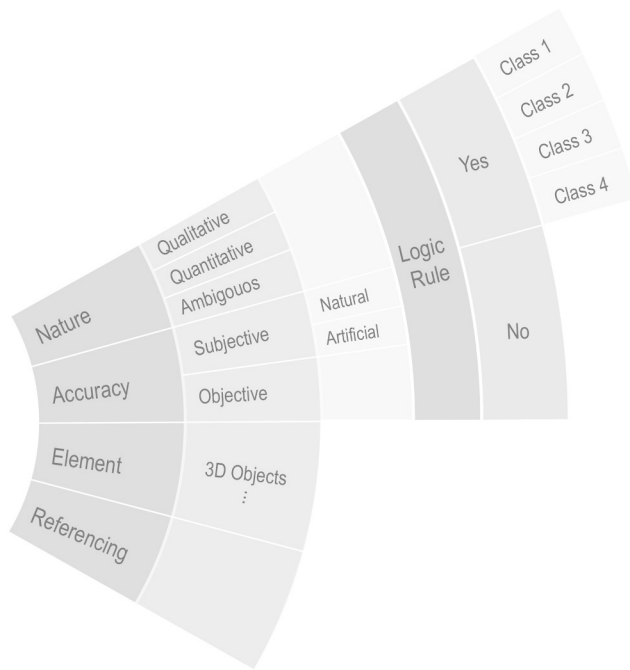 Nature
Accuracy
Element
Referencing
Qualitative
Quantitative
Ambigouos
Subjective
Objective
3D Objects
⋮
Natural
Artificial
Logic
Rule
Yes
No
Class 1
Class 2
Class 3
Class 4